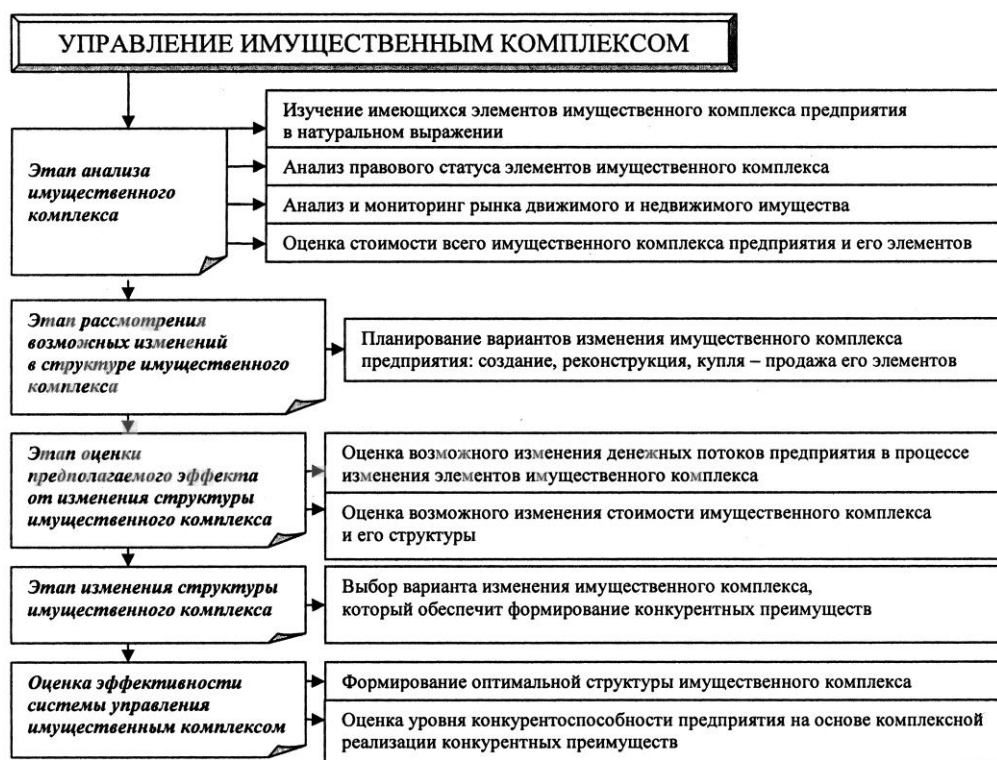 УПРАВЛЕНИЕ ИМУЩЕСТВЕННЫМ КОМПЛЕКСОМ
Этап анализа
имущественного
комплекса
Изучение имеющихся элементов имущественного комплекса предприятия
в натуральном выражении
Анализ правового статуса элементов имущественного комплекса
Анализ и мониторинг рынка движимого и недвижимого имущества
Оценка стоимости всего имущественного комплекса предприятия и его элементов
Этап рассмотрения
возможных изменений
в структуре имущественного
комплекса
Планирование вариантов изменения имущественного комплекса
предприятия: создание, реконструкция, купля – продажа его элементов
Этап оценки
предполагаемого эффекта
от изменения структуры
имущественного комплекса
Оценка возможного изменения денежных потоков предприятия в процессе
изменения элементов имущественного комплекса
Оценка возможного изменения стоимости имущественного комплекса
и его структуры
Этап изменения структуры
имущественного комплекса
Выбор варианта изменения имущественного комплекса,
который обеспечит формирование конкурентных преимуществ
Оценка эффективности
системы управления
имущественным комплексом
Формирование оптимальной структуры имущественного комплекса
Оценка уровня конкурентоспособности предприятия на основе комплексной
реализации конкурентных преимуществ